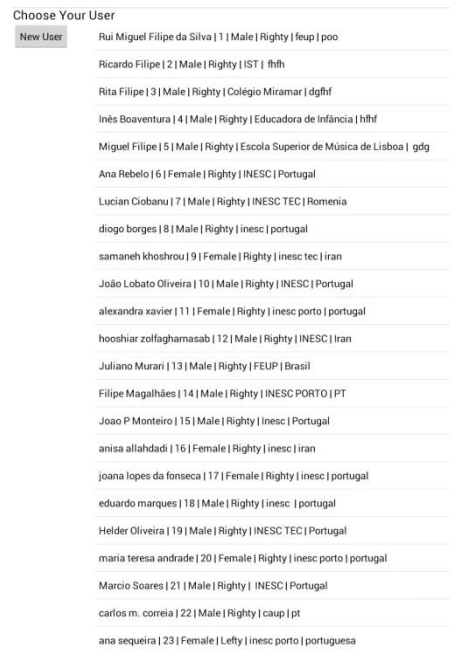 Choose Your User
New User
Rui Miguel Filipe da Silva | 1 | Male | Righty | feup | poo
Ricardo Filipe | 2 | Male | Righty | IST | fhfh
Rita Filipe | 3 | Male | Righty | Colégio Miramar | dgfhf
Inês Boaventura | 4 | Male | Righty | Educadora de Infância | hfhf
Miguel Filipe | 5 | Male | Righty | Escola Superior de Música de Lisboa | gdg
Ana Rebelo | 6 | Female | Righty | INESC | Portugal
Lucian Ciobanu | 7 | Male | Righty | INESC TEC | Romenia
diogo borges | 8 | Male | Righty | inesc | portugal
samaneh khoshrou | 9 | Female | Righty | inesc tec | iran
João Lobato Oliveira | 10 | Male | Righty | INESC | Portugal
alexandra xavier | 11 | Female | Righty | inesc porto | portugal
hooshiar zolfagharnasab | 12 | Male | Righty | INESC | Iran
Juliano Murari | 13 | Male | Righty | FEUP | Brasil
Filipe Magalhães | 14 | Male | Righty | INESC PORTO | PT
Joao P Monteiro | 15 | Male | Righty | Inesc | Portugal
anisa allahdadi | 16 | Female | Righty | inesc | iran
joana lopes da fonseca | 17 | Female | Righty | inesc | portugal
eduardo marques | 18 | Male | Righty | inesc | portugal
Helder Oliveira | 19 | Male | Righty | INESC TEC | Portugal
maria teresa andrade | 20 | Female | Righty | inesc porto | portugal
Marcio Soares | 21 | Male | Righty | INESC | Portugal
carlos m. correia | 22 | Male | Righty | caup | pt
ana sequeira | 23 | Female | Lefty | inesc porto | portuguesa